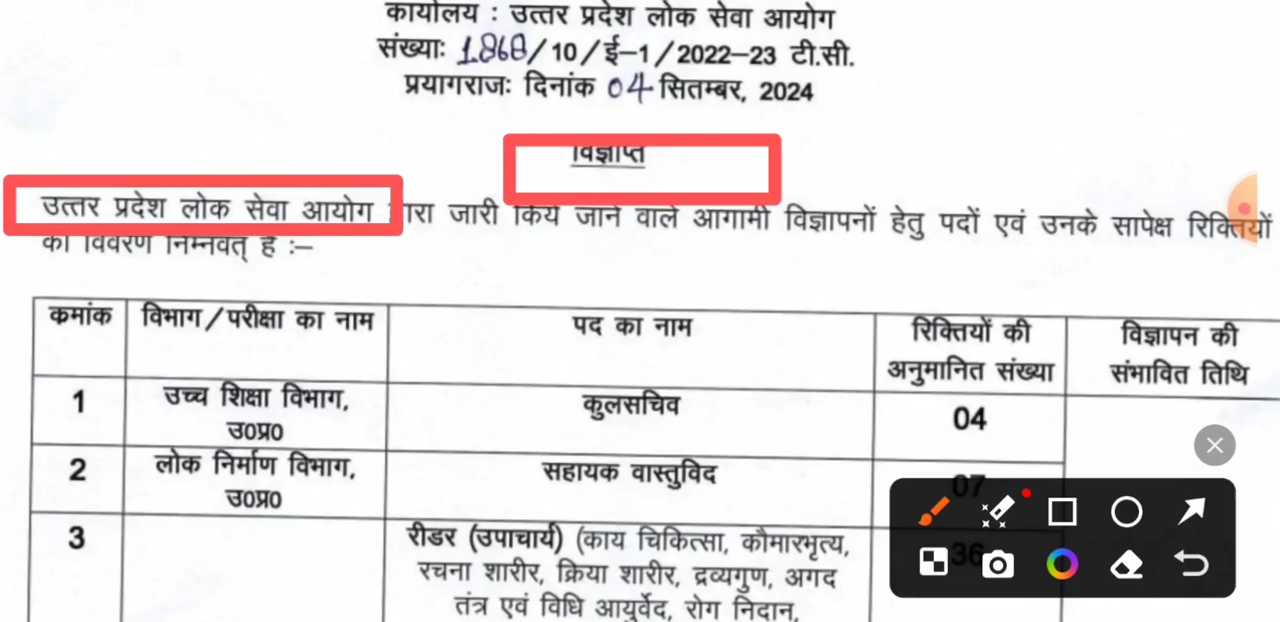 कार्यालय : उत्तर प्रदेश लोक सेवा आयोग
संख्याः 1868/10/ई-1/2022-23 टी.सी.
प्रयागराजः दिनांक 04 सितम्बर, 2024
विज्ञप्ति
उत्तर प्रदेश लोक सेवा आयोग द्वारा जारी किये जाने वाले आगामी विज्ञापनों हेतु पदों एवं उनके सापेक्ष रिक्तियों
का विवरण निम्नवत् है :–
क्रमांक विभाग/परीक्षा का नाम पद का नाम रिक्तियों की अनुमानित संख्या विज्ञापन की संभावित तिथि
1 उच्च शिक्षा विभाग, उ0प्र0 कुलसचिव 04
2 लोक निर्माण विभाग, उ0प्र0 सहायक वास्तुविद 07
3 रीडर (उपाचार्य) (काय चिकित्सा, कौमारभृत्य, 36
रचना शारीर, क्रिया शारीर, द्रव्यगुण, अगद
तंत्र एवं विधि आयुर्वेद, रोग निदान,